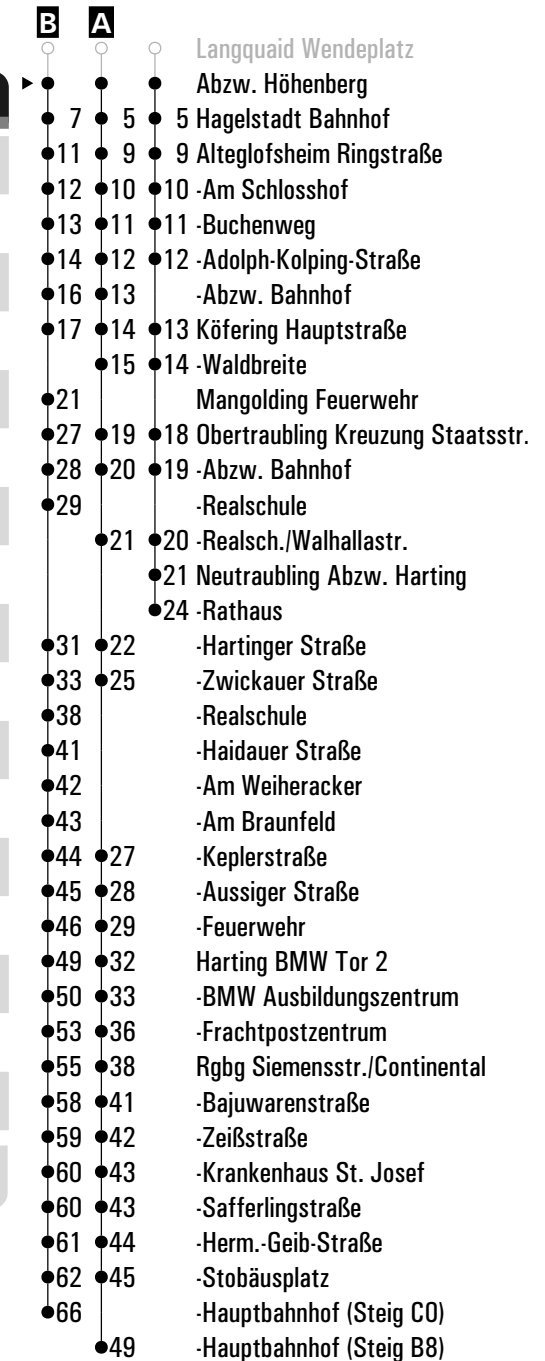 B A
Langquaid Wendeplatz
Abzw. Höhenberg
7 5 5 Hagelstadt Bahnhof
11 9 9 Alteglofsheim Ringstraße
12 10 10 -Am Schlosshof
13 11 11 -Buchenweg
14 12 12 -Adolph-Kolping-Straße
16 13 -Abzw. Bahnhof
17 14 13 Köfering Hauptstraße
15 14 -Waldbreite
21 Mangolding Feuerwehr
27 19 18 Obertraubling Kreuzung Staatsstr.
28 20 19 -Abzw. Bahnhof
29 -Realschule
21 20 -Realsch./Walhallastr.
21 Neutraubling Abzw. Harting
24 -Rathaus
31 22 -Hartinger Straße
33 25 -Zwickauer Straße
38 -Realschule
41 -Haidauer Straße
42 -Am Weiheracker
43 -Am Braunfeld
44 27 -Keplerstraße
45 28 -Aussiger Straße
46 29 -Feuerwehr
49 32 Harting BMW Tor 2
50 33 -BMW Ausbildungszentrum
53 36 -Frachtpostzentrum
55 38 Rgbg Siemensstr./Continental
58 41 -Bajuwarenstraße
59 42 -Zeißstraße
60 43 -Krankenhaus St. Josef
60 43 -Safferlingstraße
61 44 -Herm.-Geib-Straße
62 45 -Stobäusplatz
66 -Hauptbahnhof (Steig C0)
49 -Hauptbahnhof (Steig B8)